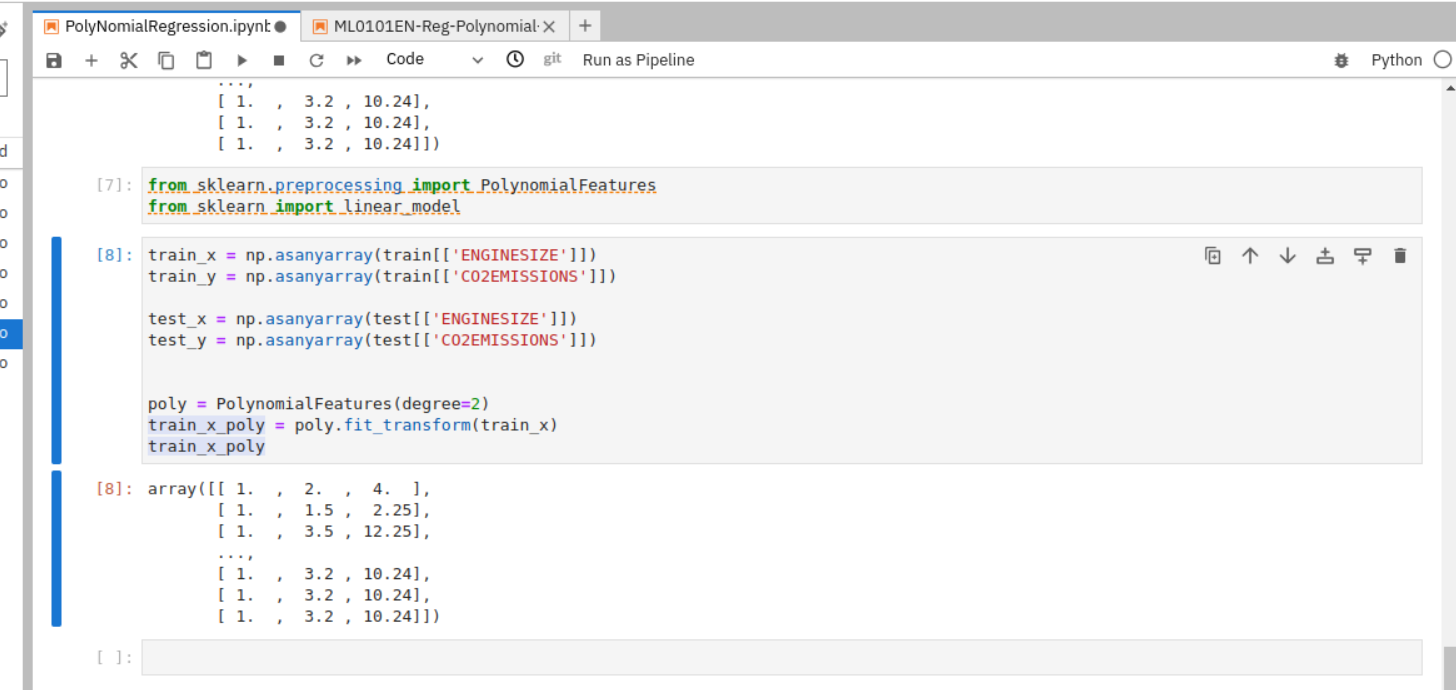 PolyNomialRegression.ipynb
ML0101EN-Reg-Polynomial-
Code
git
Run as Pipeline
Python
...,
[ 1.  ,  3.2 , 10.24],
[ 1.  ,  3.2 , 10.24],
[ 1.  ,  3.2 , 10.24]])
d
o
o
o
o
o
o
o
[7]:
from sklearn.preprocessing import PolynomialFeatures
from sklearn import linear_model
[8]:
train_x = np.asanyarray(train[['ENGINESIZE']])
train_y = np.asanyarray(train[['CO2EMISSIONS']])
test_x = np.asanyarray(test[['ENGINESIZE']])
test_y = np.asanyarray(test[['CO2EMISSIONS']])
poly = PolynomialFeatures(degree=2)
train_x_poly = poly.fit_transform(train_x)
train_x_poly
[8]:
array([[ 1.  ,  2.  ,  4.  ],
[ 1.  ,  1.5 ,  2.25],
[ 1.  ,  3.5 , 12.25],
...,
[ 1.  ,  3.2 , 10.24],
[ 1.  ,  3.2 , 10.24],
[ 1.  ,  3.2 , 10.24]])
[ ]: